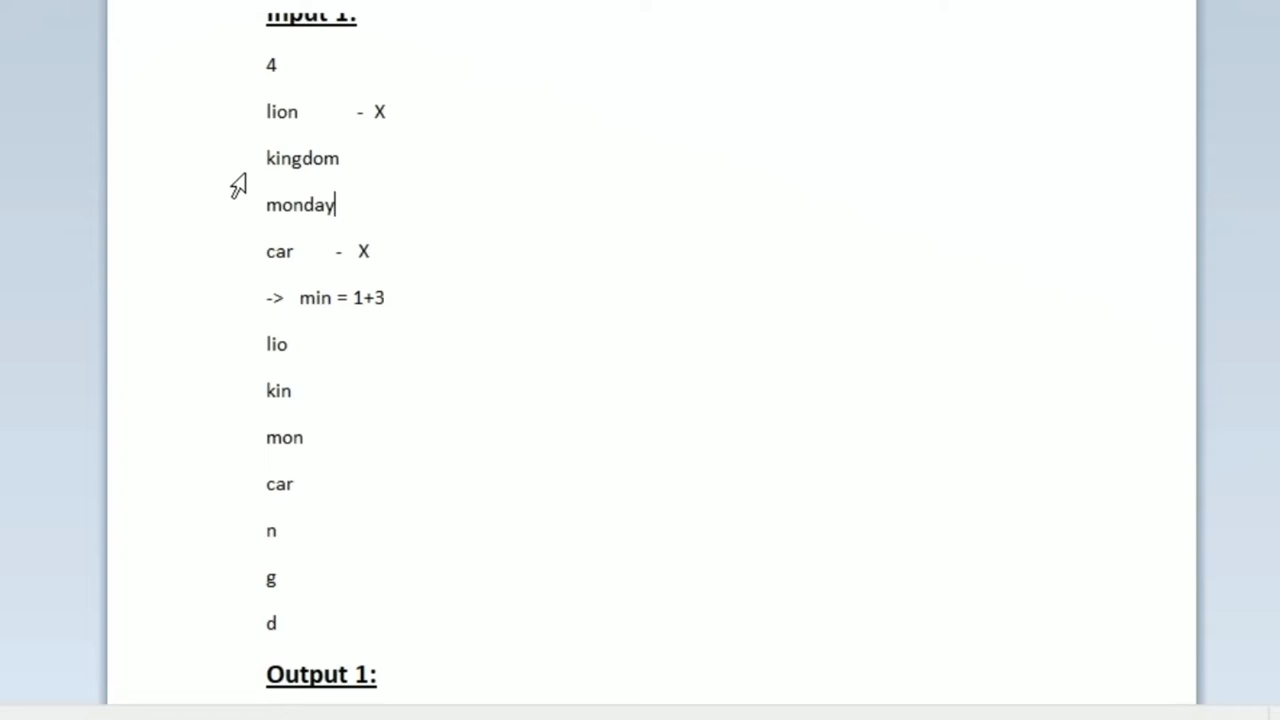 Input 1:
4
lion - X
kingdom
monday
car - X
-> min = 1+3
lio
kin
mon
car
n
g
d
Output 1: